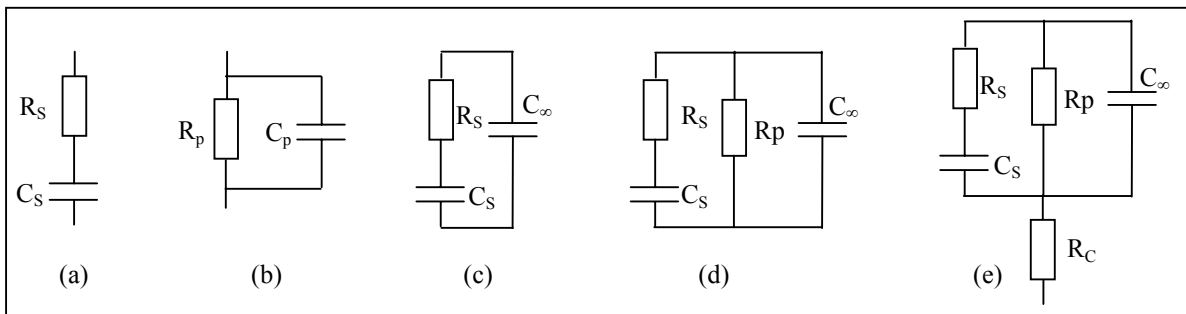 R_S
C_S
(a)
R_p
C_p
(b)
R_S
C_∞
C_S
(c)
R_S
Rp
C_∞
C_S
(d)
R_S
Rp
C_∞
C_S
R_C
(e)